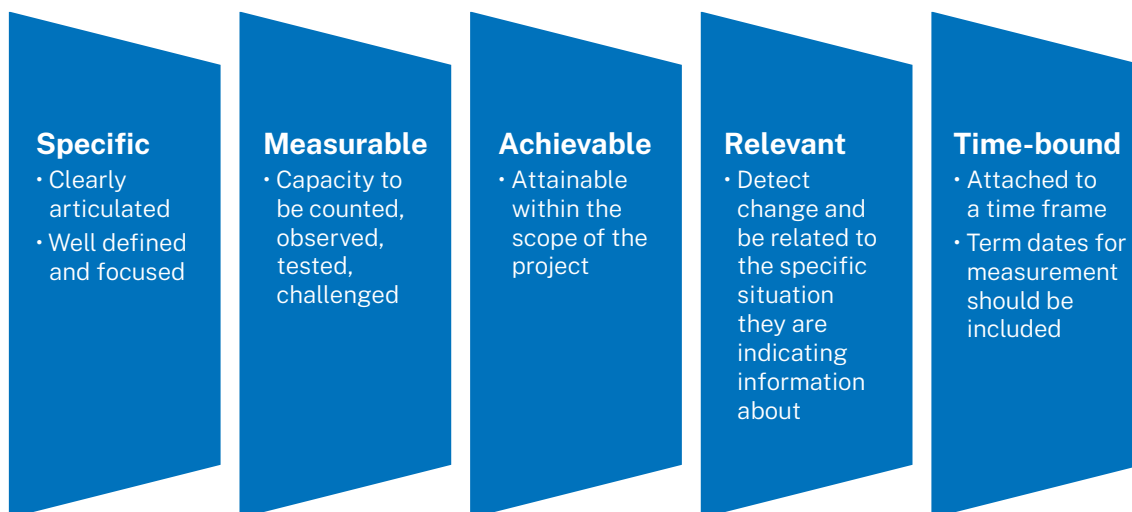 Specific
• Clearly
articulated
• Well defined
and focused
Measurable
• Capacity to
be counted,
observed,
tested,
challenged
Achievable
• Attainable
within the
scope of the
project
Relevant
• Detect
change and
be related to
the specific
situation
they are
indicating
information
about
Time-bound
• Attached to
a time frame
• Term dates for
measurement
should be
included